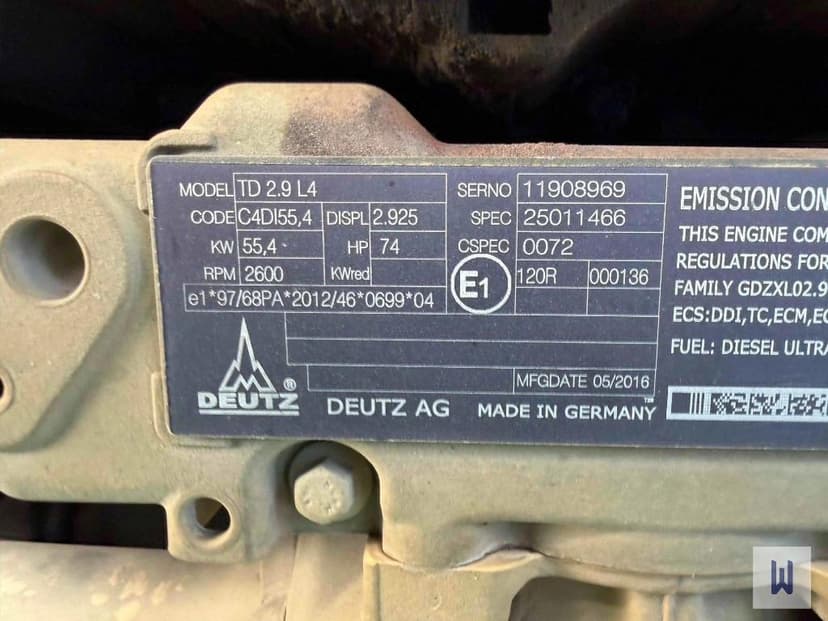 MODEL TD 2.9 L4
CODE C4DI55,4 DISPL 2.925
KW 55,4 HP 74
RPM 2600 KWred
e1*97/68PA*2012/46*0699*04
SERNO 11908969
SPEC 25011466
CSPEC 0072
E1 120R 000136
MFGDATE 05/2016
DEUTZ ®
DEUTZ AG MADE IN GERMANY
EMISSION CON
THIS ENGINE COM
REGULATIONS FOR
FAMILY GDZXL02.9
ECS:DDI,TC,ECM,EC
FUEL: DIESEL ULTRA
W